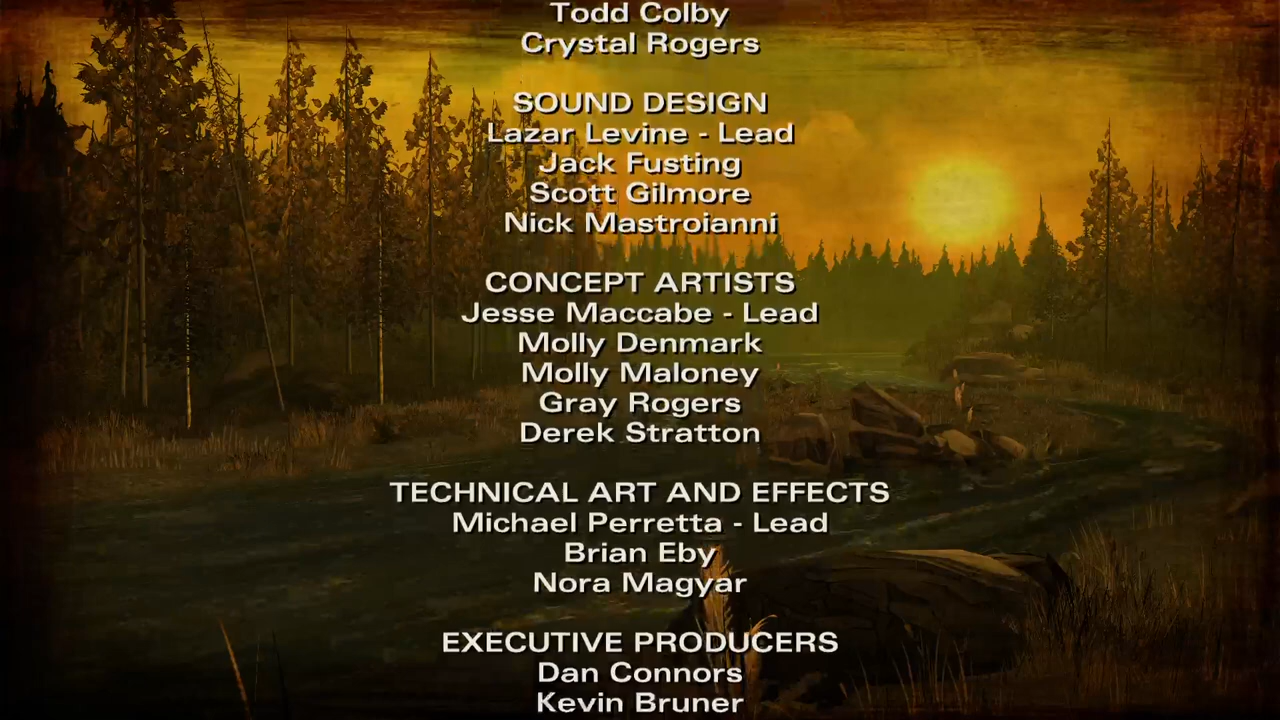 Todd Colby
Crystal Rogers
SOUND DESIGN
Lazar Levine - Lead
Jack Fusting
Scott Gilmore
Nick Mastroianni
CONCEPT ARTISTS
Jesse Maccabe - Lead
Molly Denmark
Molly Maloney
Gray Rogers
Derek Stratton
TECHNICAL ART AND EFFECTS
Michael Perretta - Lead
Brian Eby
Nora Magyar
EXECUTIVE PRODUCERS
Dan Connors
Kevin Bruner